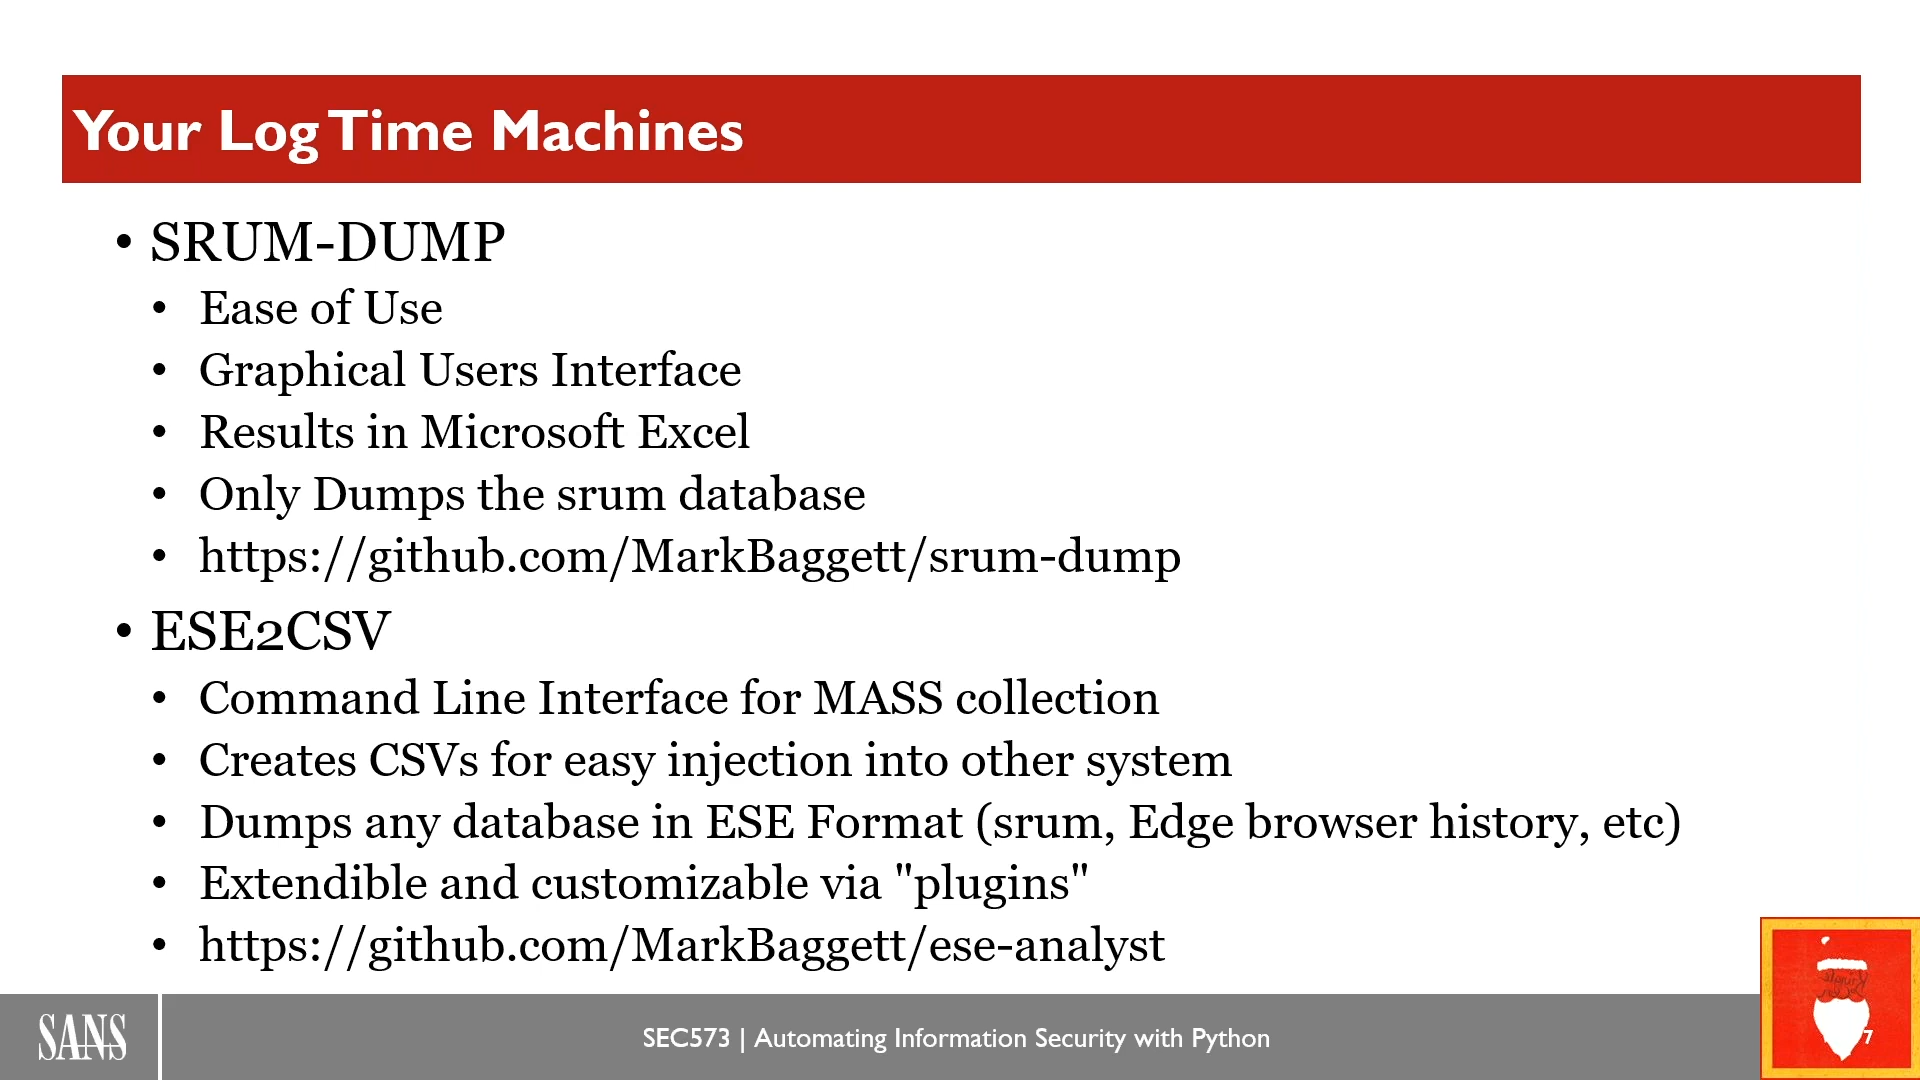 Your Log Time Machines
• SRUM-DUMP
• Ease of Use
• Graphical Users Interface
• Results in Microsoft Excel
• Only Dumps the srum database
• https://github.com/MarkBaggett/srum-dump
• ESE2CSV
• Command Line Interface for MASS collection
• Creates CSVs for easy injection into other system
• Dumps any database in ESE Format (srum, Edge browser history, etc)
• Extendible and customizable via "plugins"
• https://github.com/MarkBaggett/ese-analyst
SANS
SEC573 | Automating Information Security with Python
7